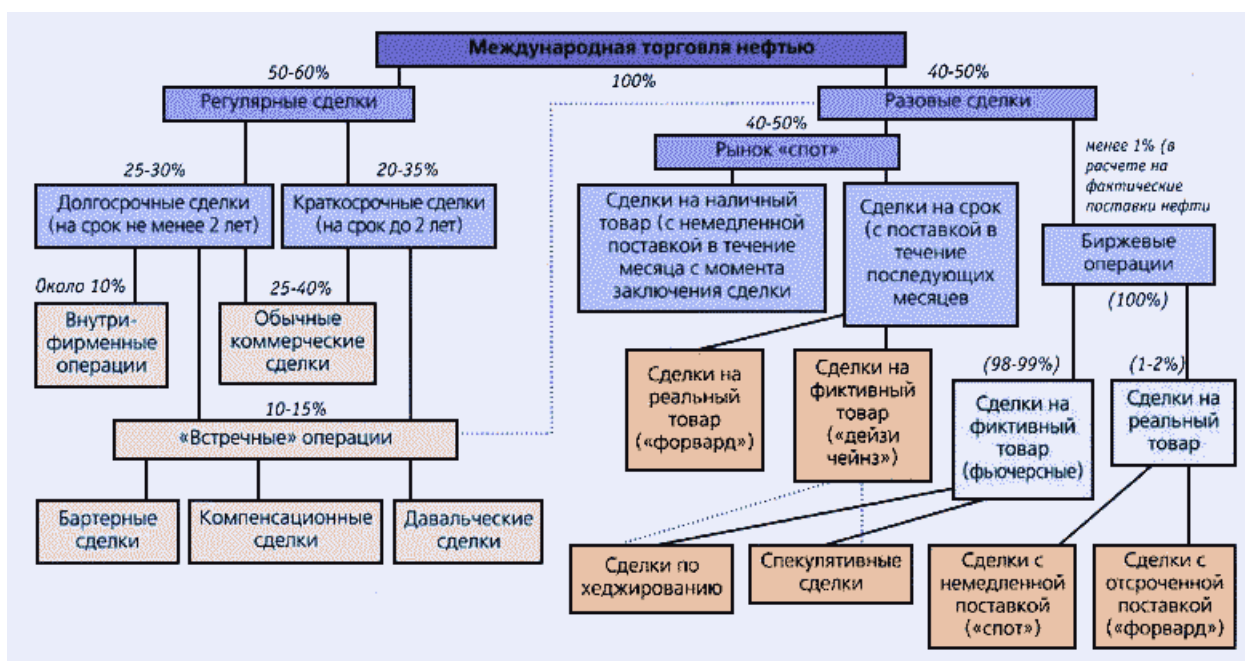 Международная торговля нефтью
50-60%
100%
40-50%
Регулярные сделки
Разовые сделки
40-50%
Рынок «спот»
менее 1% (в
расчете на
фактические
поставки нефти
25-30%
20-35%
Долгосрочные сделки
(на срок не менее 2 лет)
Краткосрочные сделки
(на срок до 2 лет)
Сделки на наличный
товар (с немедленной
поставкой в течение
месяца с момента
заключения сделки
Сделки на срок
(с поставкой в
течение
последующих
месяцев
Биржевые
операции
Около 10%
25-40%
(100%)
Внутри-
фирменные
операции
Обычные
коммерческие
сделки
Сделки на
реальный
товар
(«форвард»)
Сделки на
фиктивный
товар
(«дейзи
чейнз»)
(98-99%)
(1-2%)
Сделки на
фиктивный
товар
(фьючерсные)
Сделки на
реальный
товар
10-15%
«Встречные» операции
Бартерные
сделки
Компенсационные
сделки
Давальческие
сделки
Сделки по
хеджированию
Спекулятивные
сделки
Сделки с
немедленной
поставкой
(«спот»)
Сделки с
отсроченной
поставкой
(«форвард»)